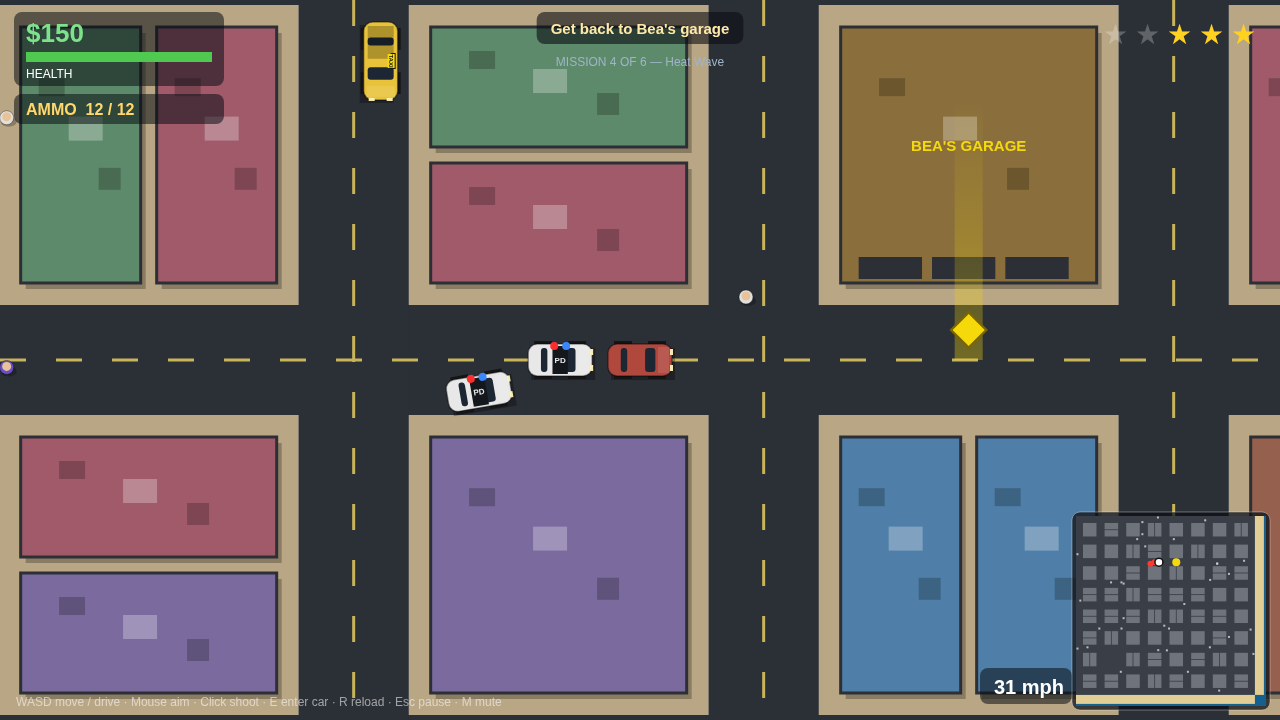 $150
HEALTH
AMMO 12 / 12
Get back to Bea's garage
MISSION 4 OF 6 — Heat Wave
TAXI
BEA'S GARAGE
PD
PD
31 mph
WASD move / drive · Mouse aim · Click shoot · E enter car · R reload · Esc pause · M mute